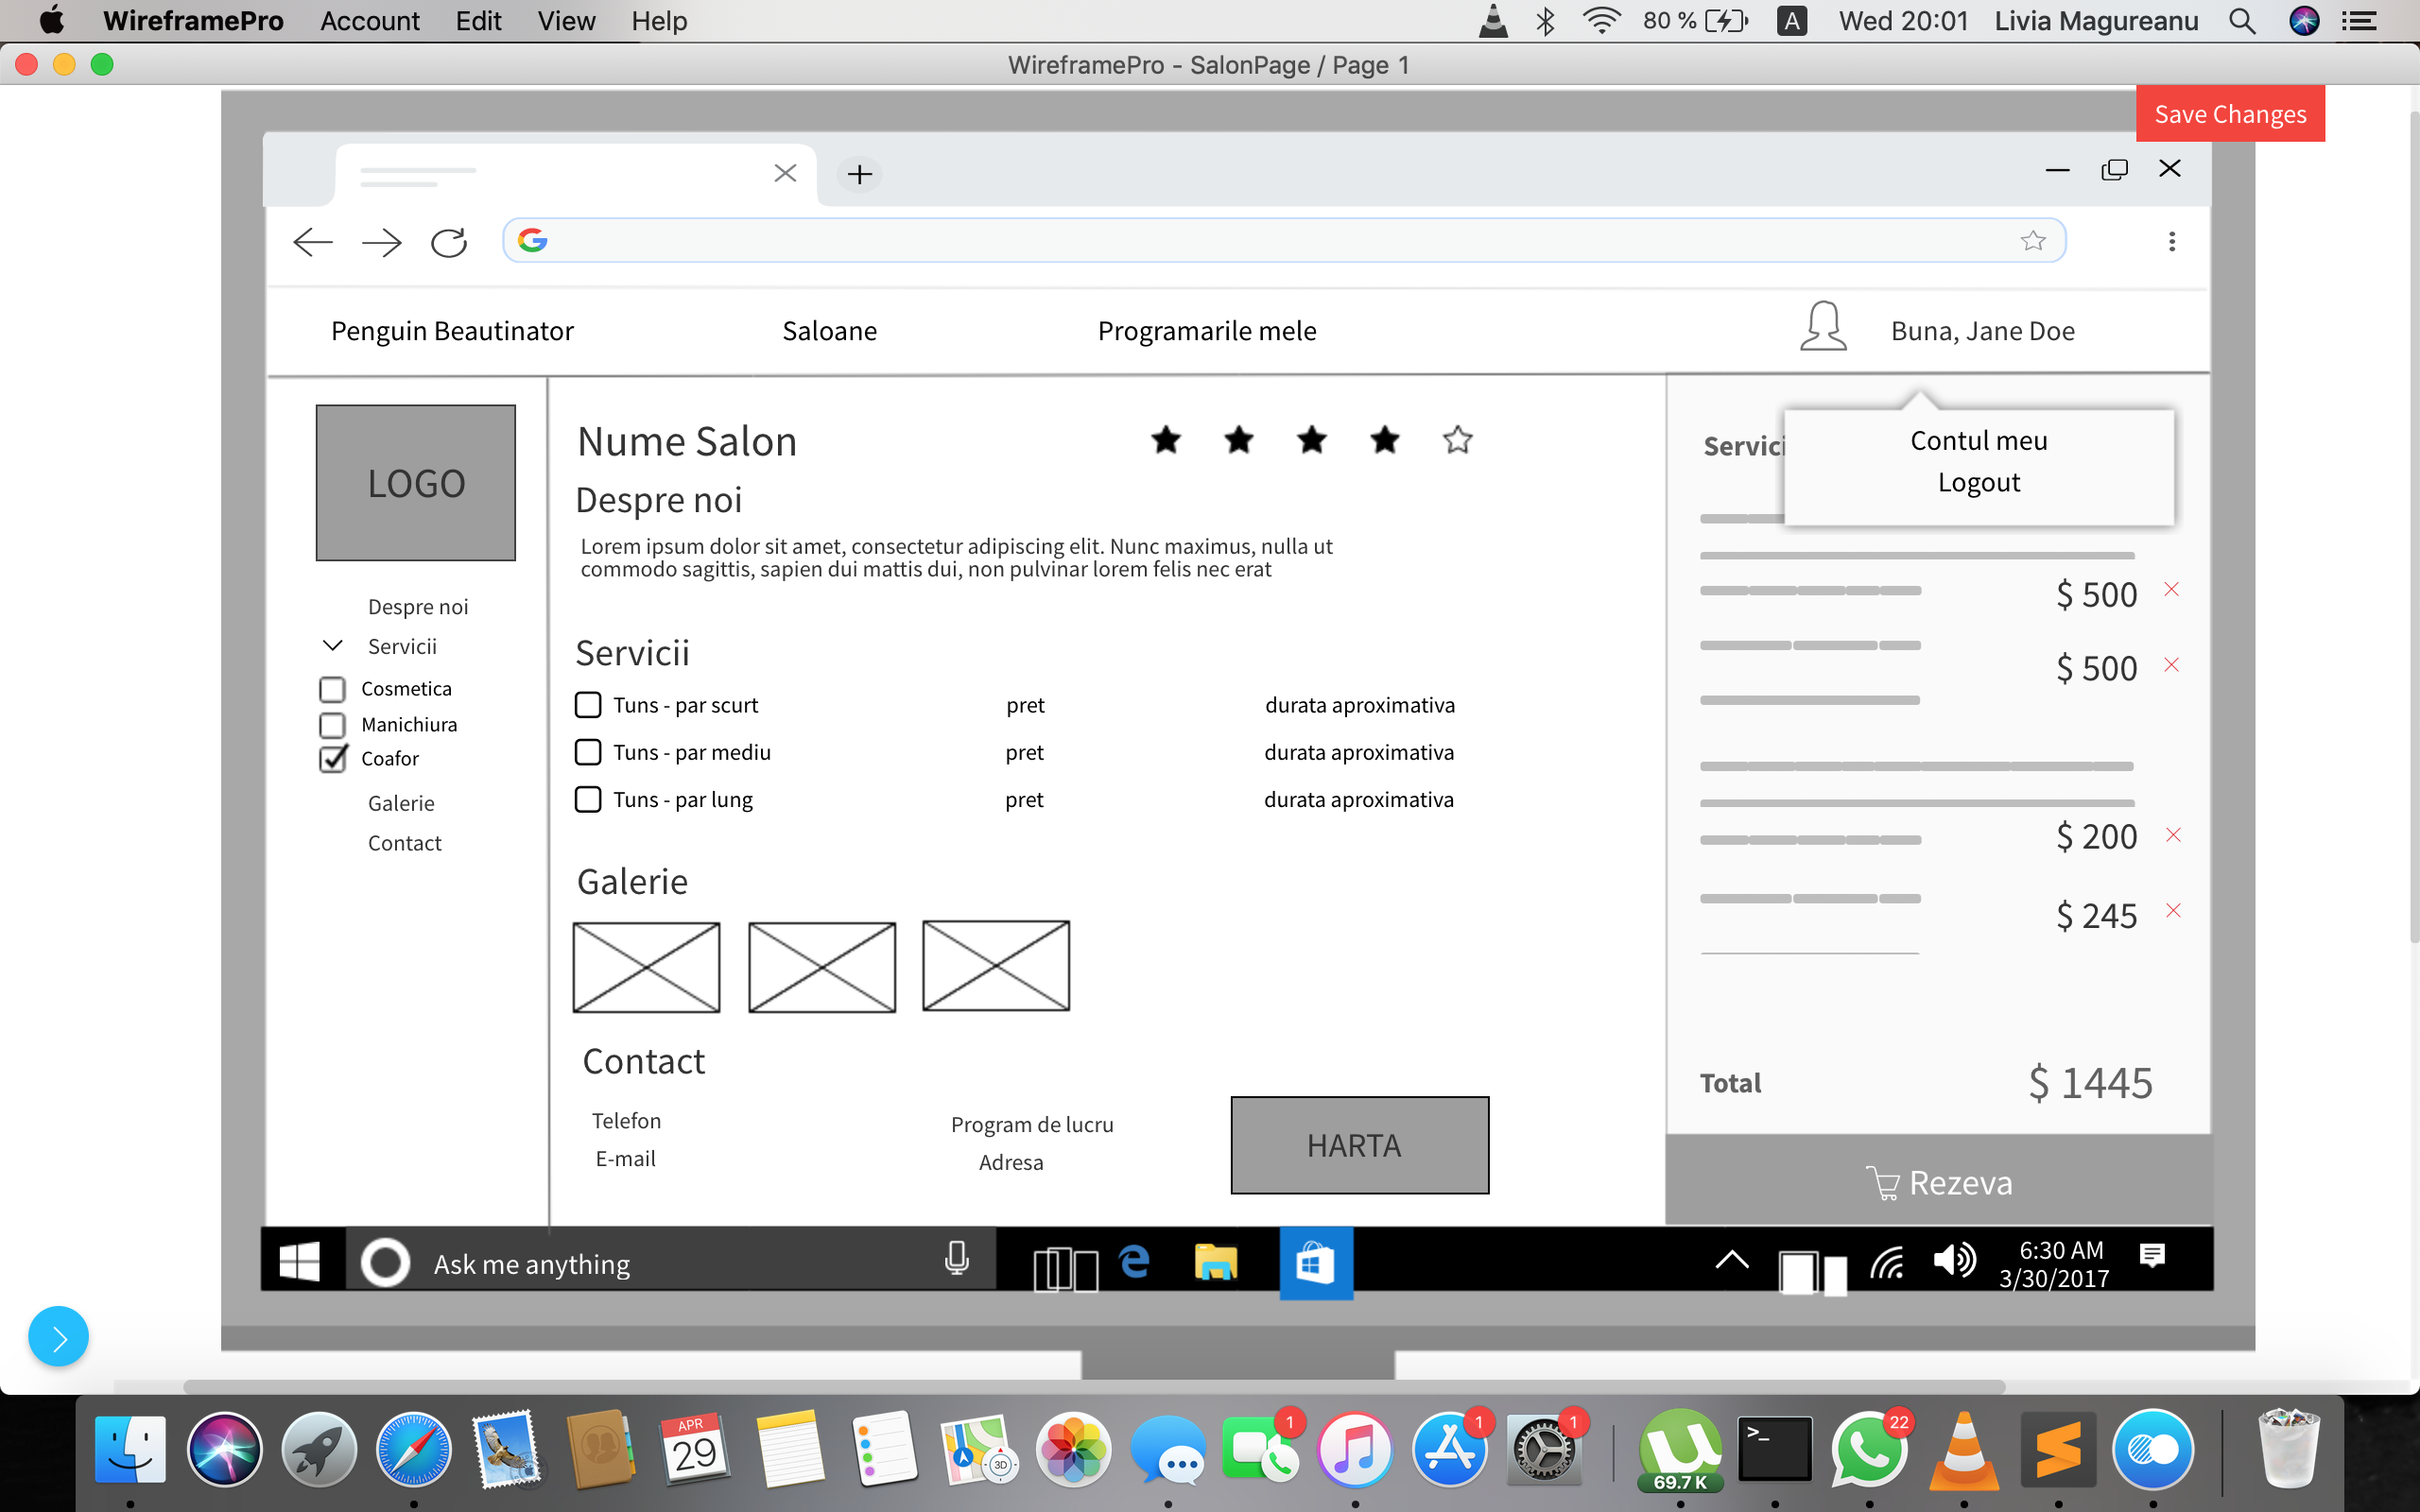 WireframePro Account Edit View Help 80 % A Wed 20:01 Livia Magureanu
WireframePro - SalonPage / Page 1
Save Changes
Penguin Beautinator Saloane Programarile mele Buna, Jane Doe
Contul meu
Logout
LOGO
Despre noi
Servicii
Cosmetica
Manichiura
Coafor
Galerie
Contact
Nume Salon
Despre noi
Lorem ipsum dolor sit amet, consectetur adipiscing elit. Nunc maximus, nulla ut
commodo sagittis, sapien dui mattis dui, non pulvinar lorem felis nec erat
Servicii
Tuns - par scurt pret durata aproximativa
Tuns - par mediu pret durata aproximativa
Tuns - par lung pret durata aproximativa
Galerie
Contact
Telefon
E-mail
Program de lucru
Adresa
HARTA
$ 500
$ 500
$ 200
$ 245
Total $ 1445
Rezeva
Ask me anything
6:30 AM
3/30/2017
APR
29
3D
1
1
1
69.7 K
22